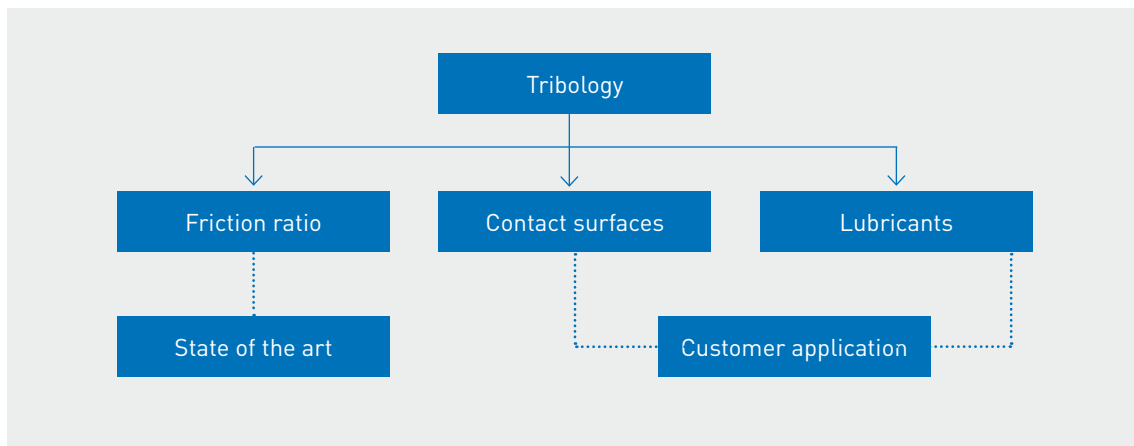 Tribology
Friction ratio
Contact surfaces
Lubricants
State of the art
Customer application